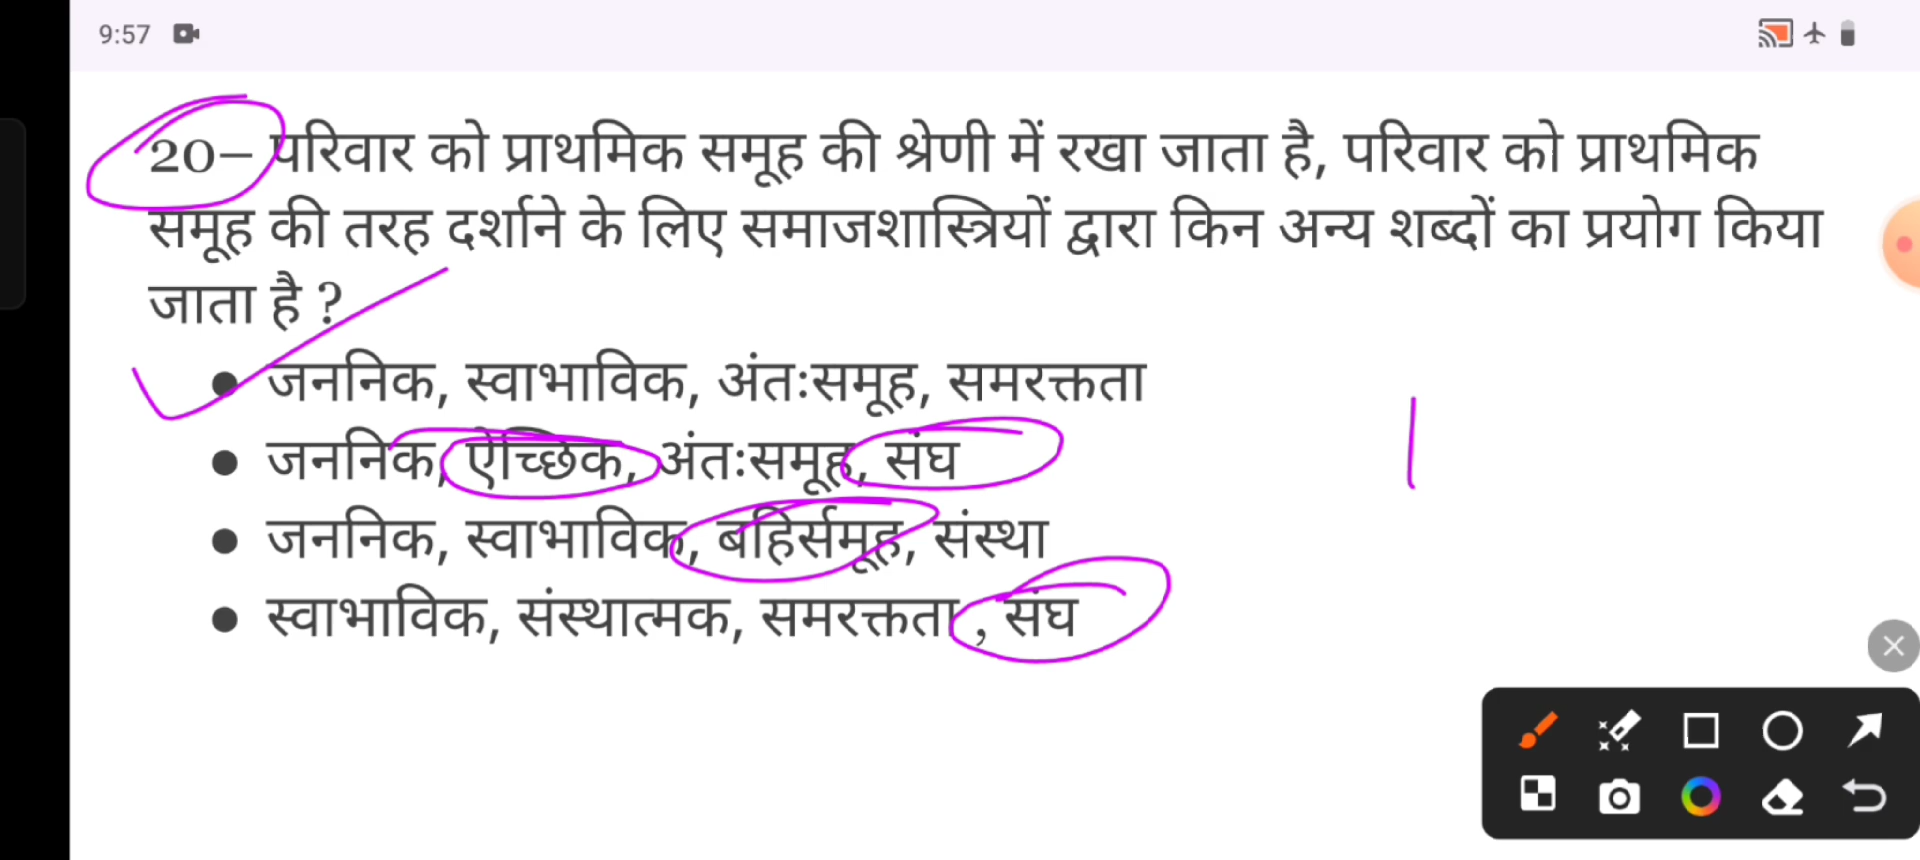 9:57
20– परिवार को प्राथमिक समूह की श्रेणी में रखा जाता है, परिवार को प्राथमिक
समूह की तरह दर्शाने के लिए समाजशास्त्रियों द्वारा किन अन्य शब्दों का प्रयोग किया
जाता है ?
● जननिक, स्वाभाविक, अंतःसमूह, समरक्तता
● जननिक, ऐच्छिक, अंतःसमूह, संघ
● जननिक, स्वाभाविक, बहिर्समूह, संस्था
● स्वाभाविक, संस्थात्मक, समरक्तता , संघ